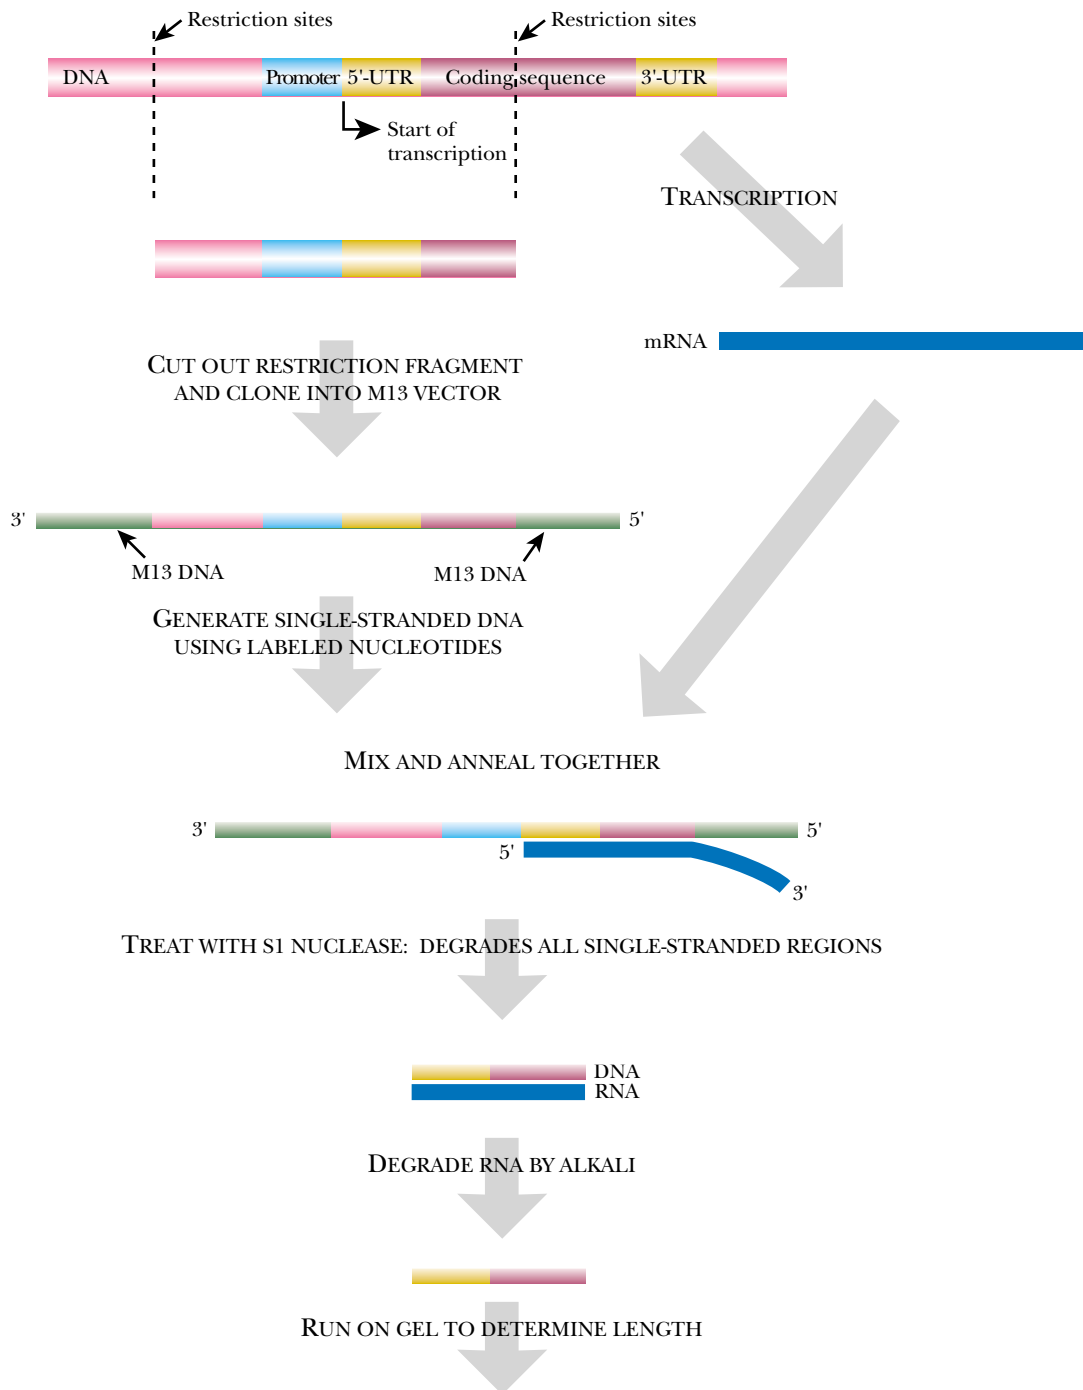 Restriction sites
Restriction sites
DNA
Promoter
5'-UTR
Coding sequence
3'-UTR
Start of
transcription
TRANSCRIPTION
mRNA
CUT OUT RESTRICTION FRAGMENT
AND CLONE INTO M13 VECTOR
3'
5'
M13 DNA
M13 DNA
GENERATE SINGLE-STRANDED DNA
USING LABELED NUCLEOTIDES
MIX AND ANNEAL TOGETHER
3'
5'
5'
3'
TREAT WITH S1 NUCLEASE: DEGRADES ALL SINGLE-STRANDED REGIONS
DNA
RNA
DEGRADE RNA BY ALKALI
RUN ON GEL TO DETERMINE LENGTH